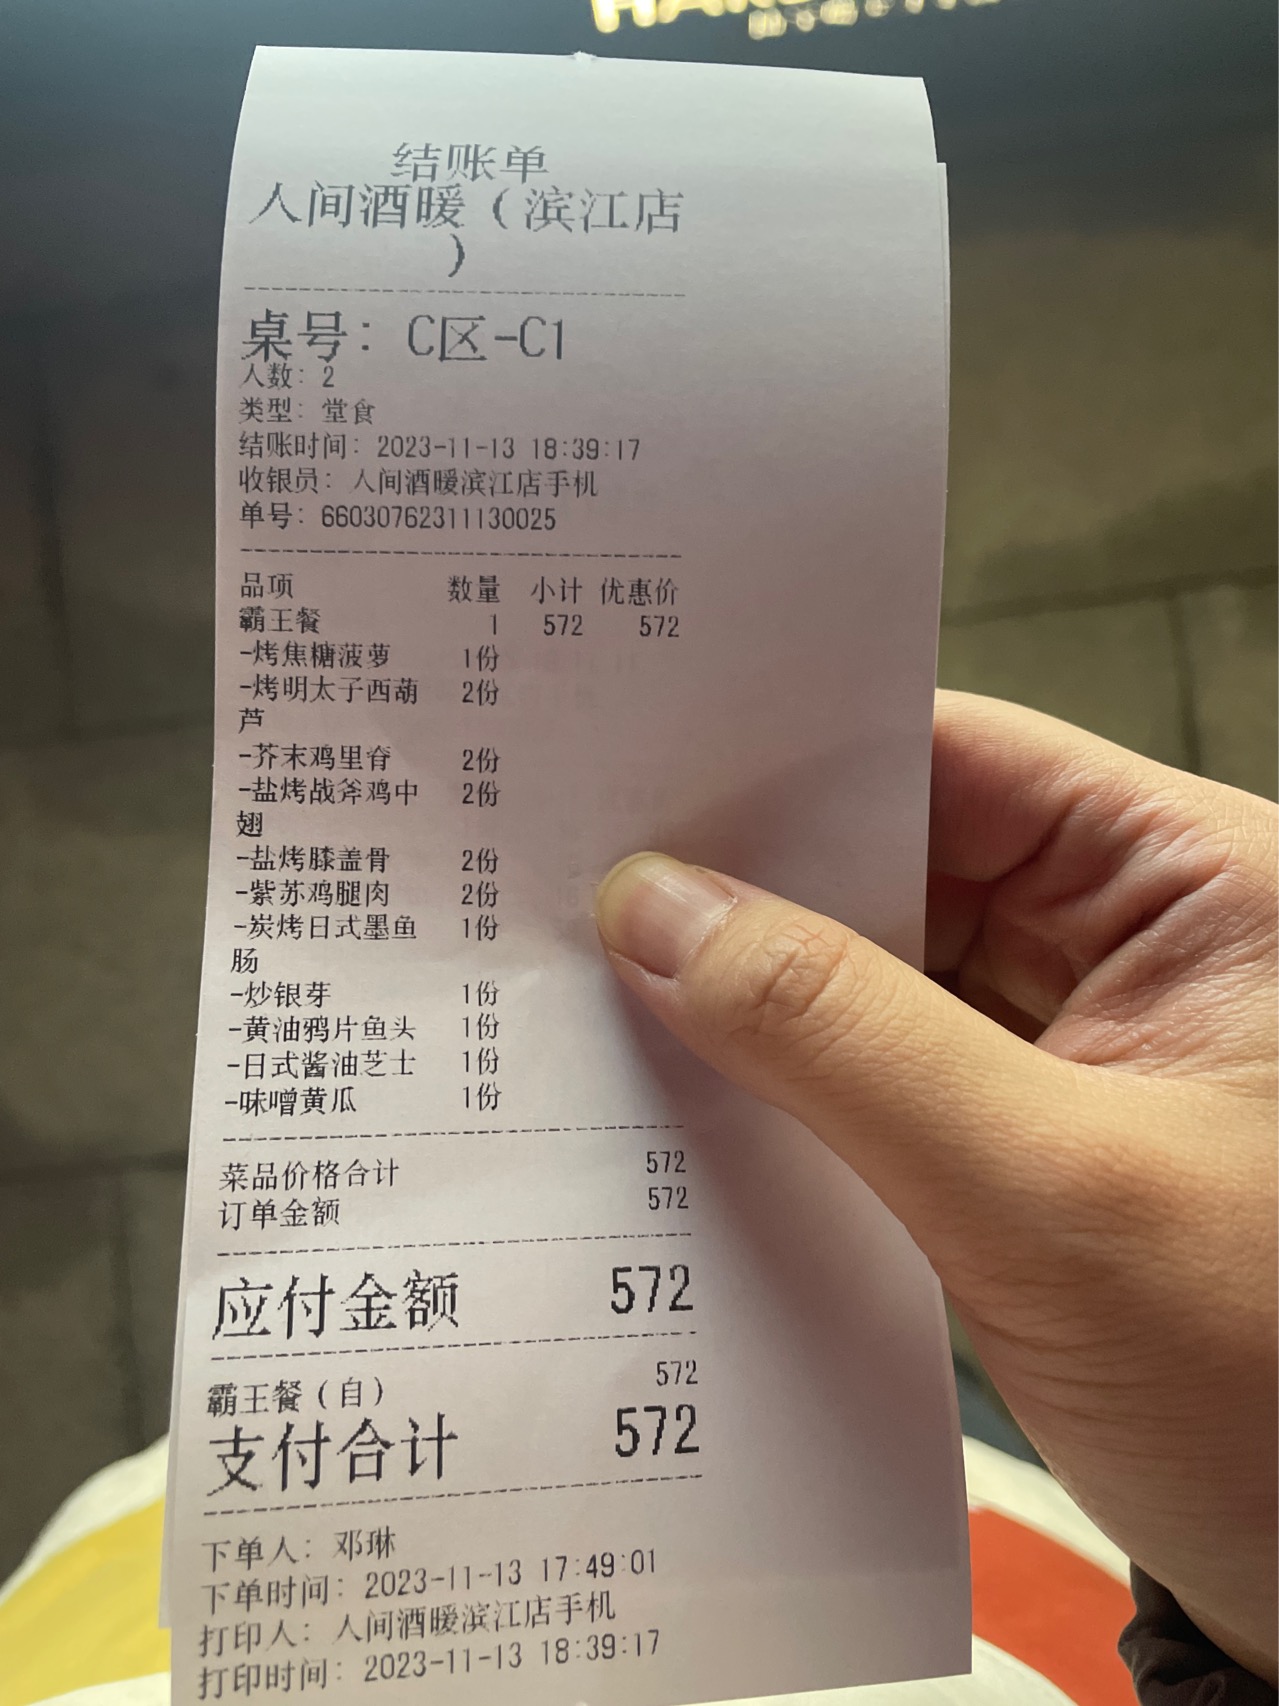 结账单
人间酒暖（滨江店
）
桌号：C区-C1
人数：2
类型：堂食
结账时间：2023-11-13 18:39:17
收银员：人间酒暖滨江店手机
单号：66030762311130025
品项 数量 小计 优惠价
霸王餐 1 572 572
-烤焦糖菠萝 1份
-烤明太子西葫 2份
芦
-芥末鸡里脊 2份
-盐烤战斧鸡中 2份
翅
-盐烤膝盖骨 2份
-紫苏鸡腿肉 2份
-炭烤日式墨鱼 1份
肠
-炒银芽 1份
-黄油鸦片鱼头 1份
-日式酱油芝士 1份
-味噌黄瓜 1份
菜品价格合计 572
订单金额 572
应付金额 572
霸王餐（自） 572
支付合计 572
下单人：邓琳
下单时间：2023-11-13 17:49:01
打印人：人间酒暖滨江店手机
打印时间：2023-11-13 18:39:17